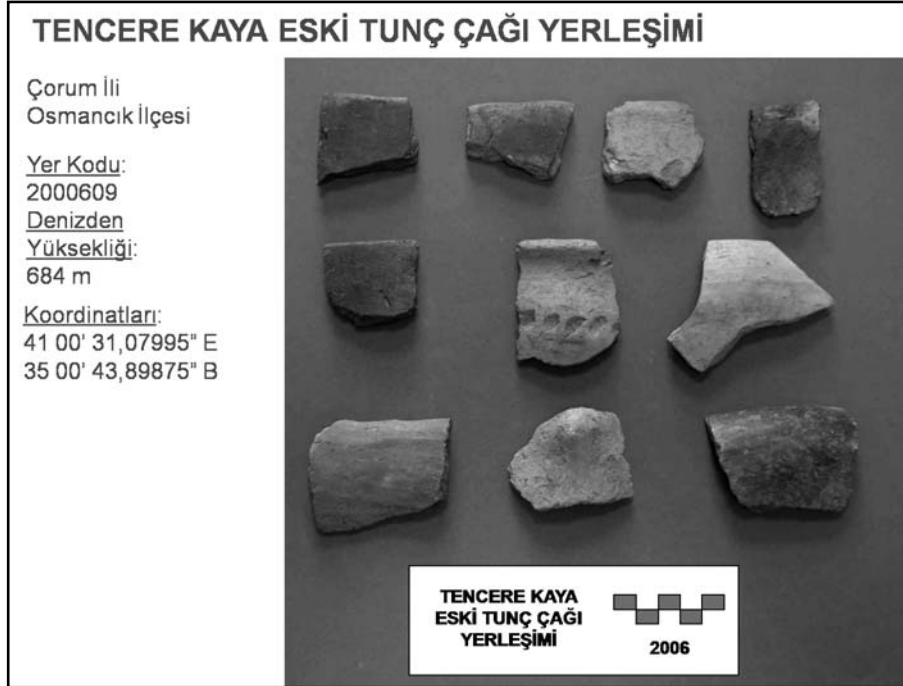 TENCERE KAYA ESKİ TUNÇ ÇAĞI YERLEŞİMİ
Çorum İli
Osmancık İlçesi
Yer Kodu:
2000609
Denizden
Yüksekliği:
684 m
Koordinatları:
41 00' 31,07995" E
35 00' 43,89875" B
TENCERE KAYA
ESKİ TUNÇ ÇAĞI
YERLEŞİMİ
2006